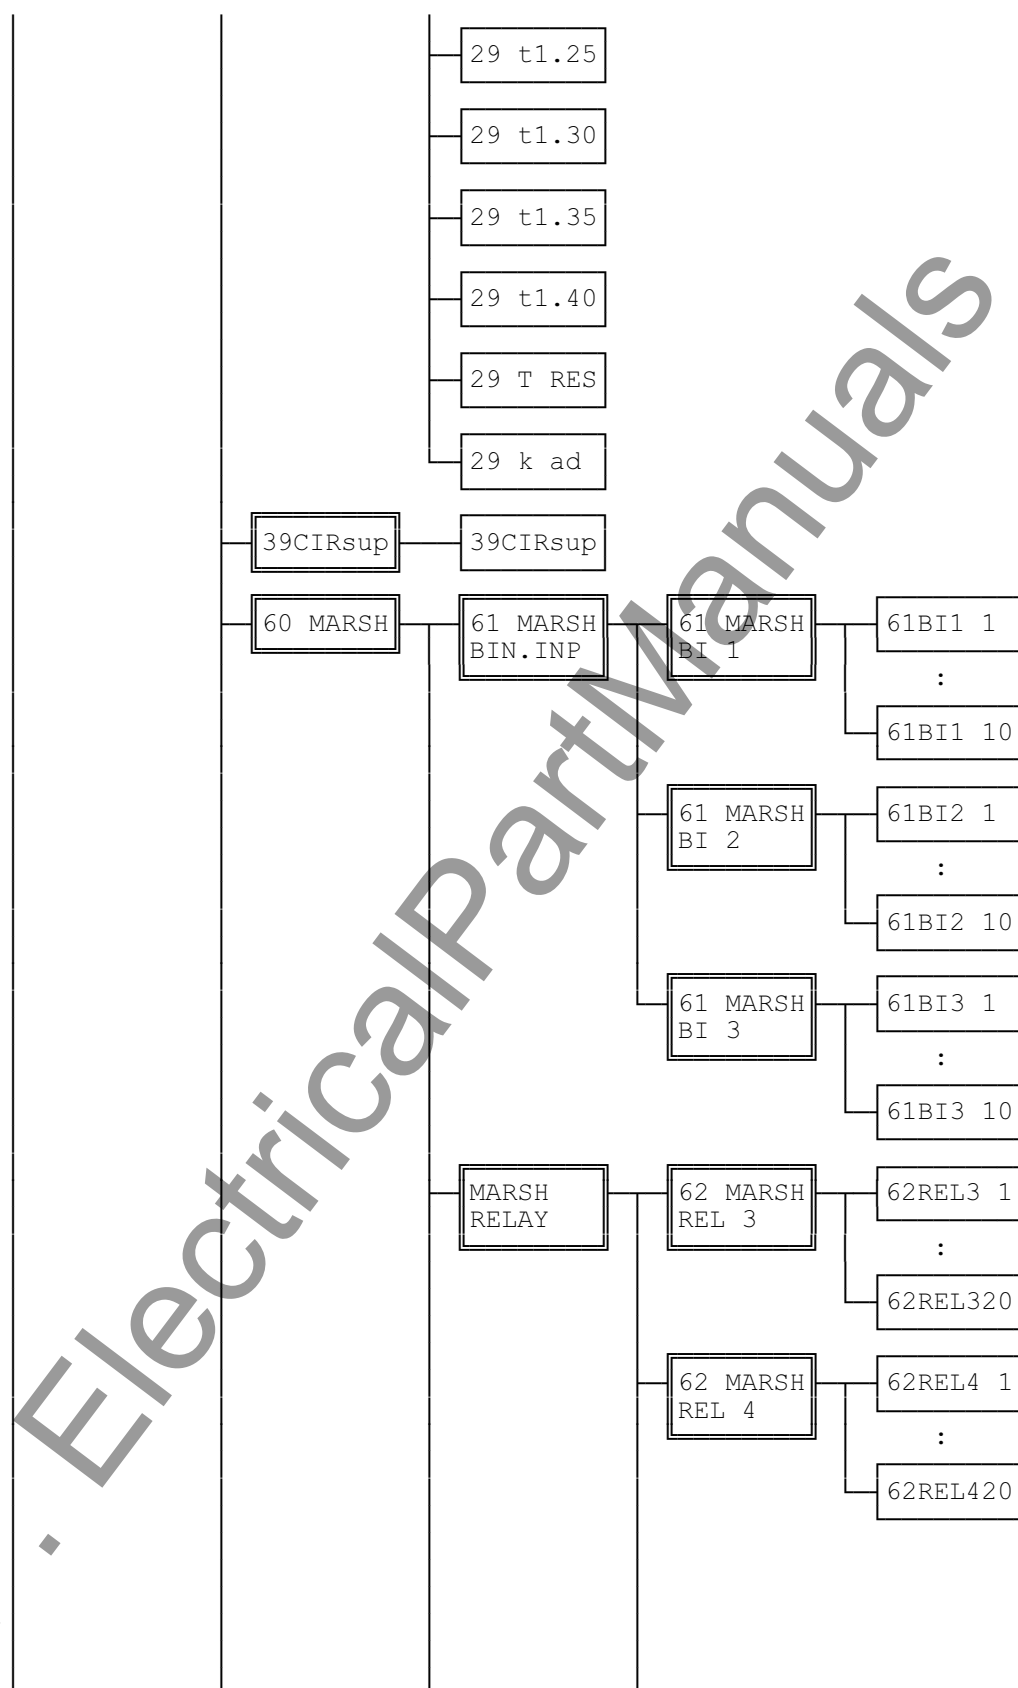 29 t1.25
29 t1.30
29 t1.35
29 t1.40
29 T RES
29 k ad
39CIRsup
39CIRsup
60 MARSH
61 MARSH
BIN.INP
61 MARSH
BI 1
61BI1 1
:
61BI1 10
61 MARSH
BI 2
61BI2 1
:
61BI2 10
61 MARSH
BI 3
61BI3 1
:
61BI3 10
MARSH
RELAY
62 MARSH
REL 3
62REL3 1
:
62REL320
62 MARSH
REL 4
62REL4 1
:
62REL420
. ElectricalPartManuals